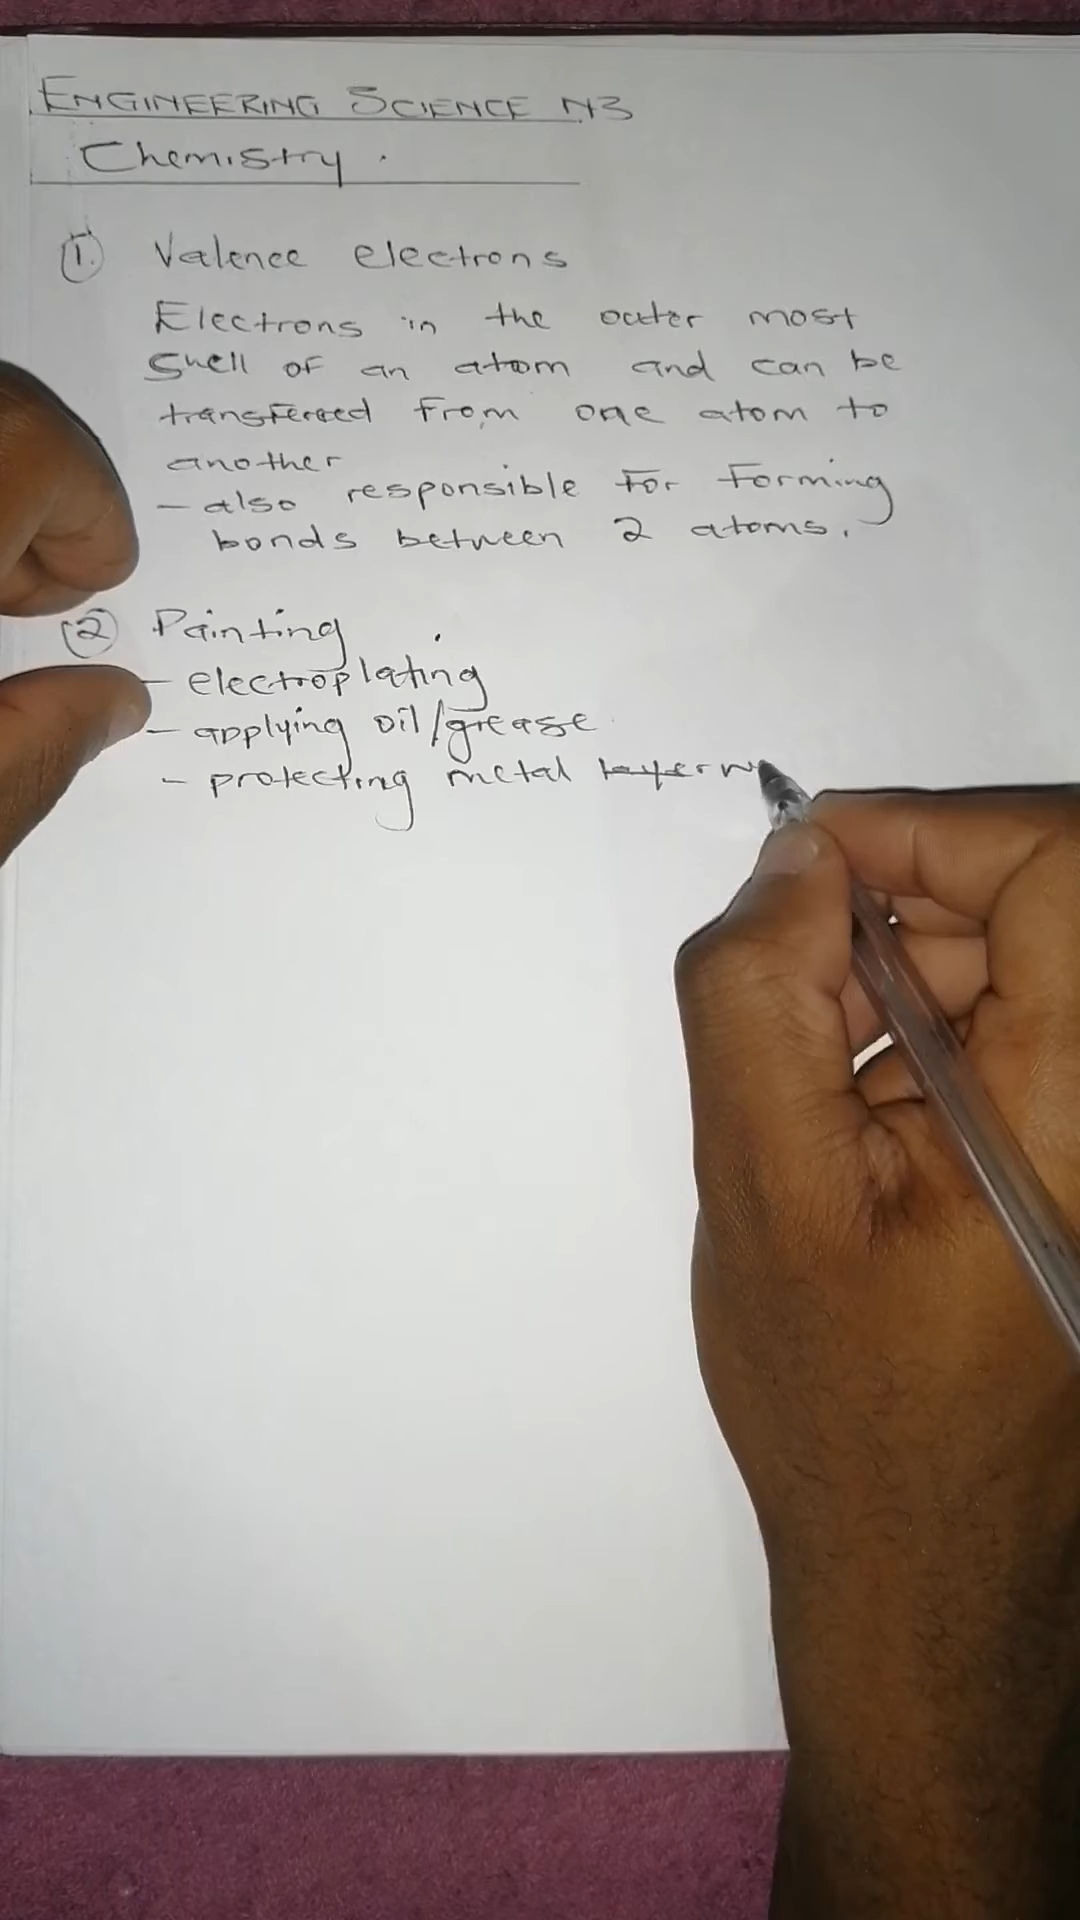 ENGINEERING SCIENCE N3
Chemistry.
1. Valence electrons
Electrons in the outer most
shell of an atom and can be
transfered from one atom to
another
- also responsible for forming
bonds between 2 atoms.
2 Painting
- electroplating
- applying oil/grease
- protecting metal layer